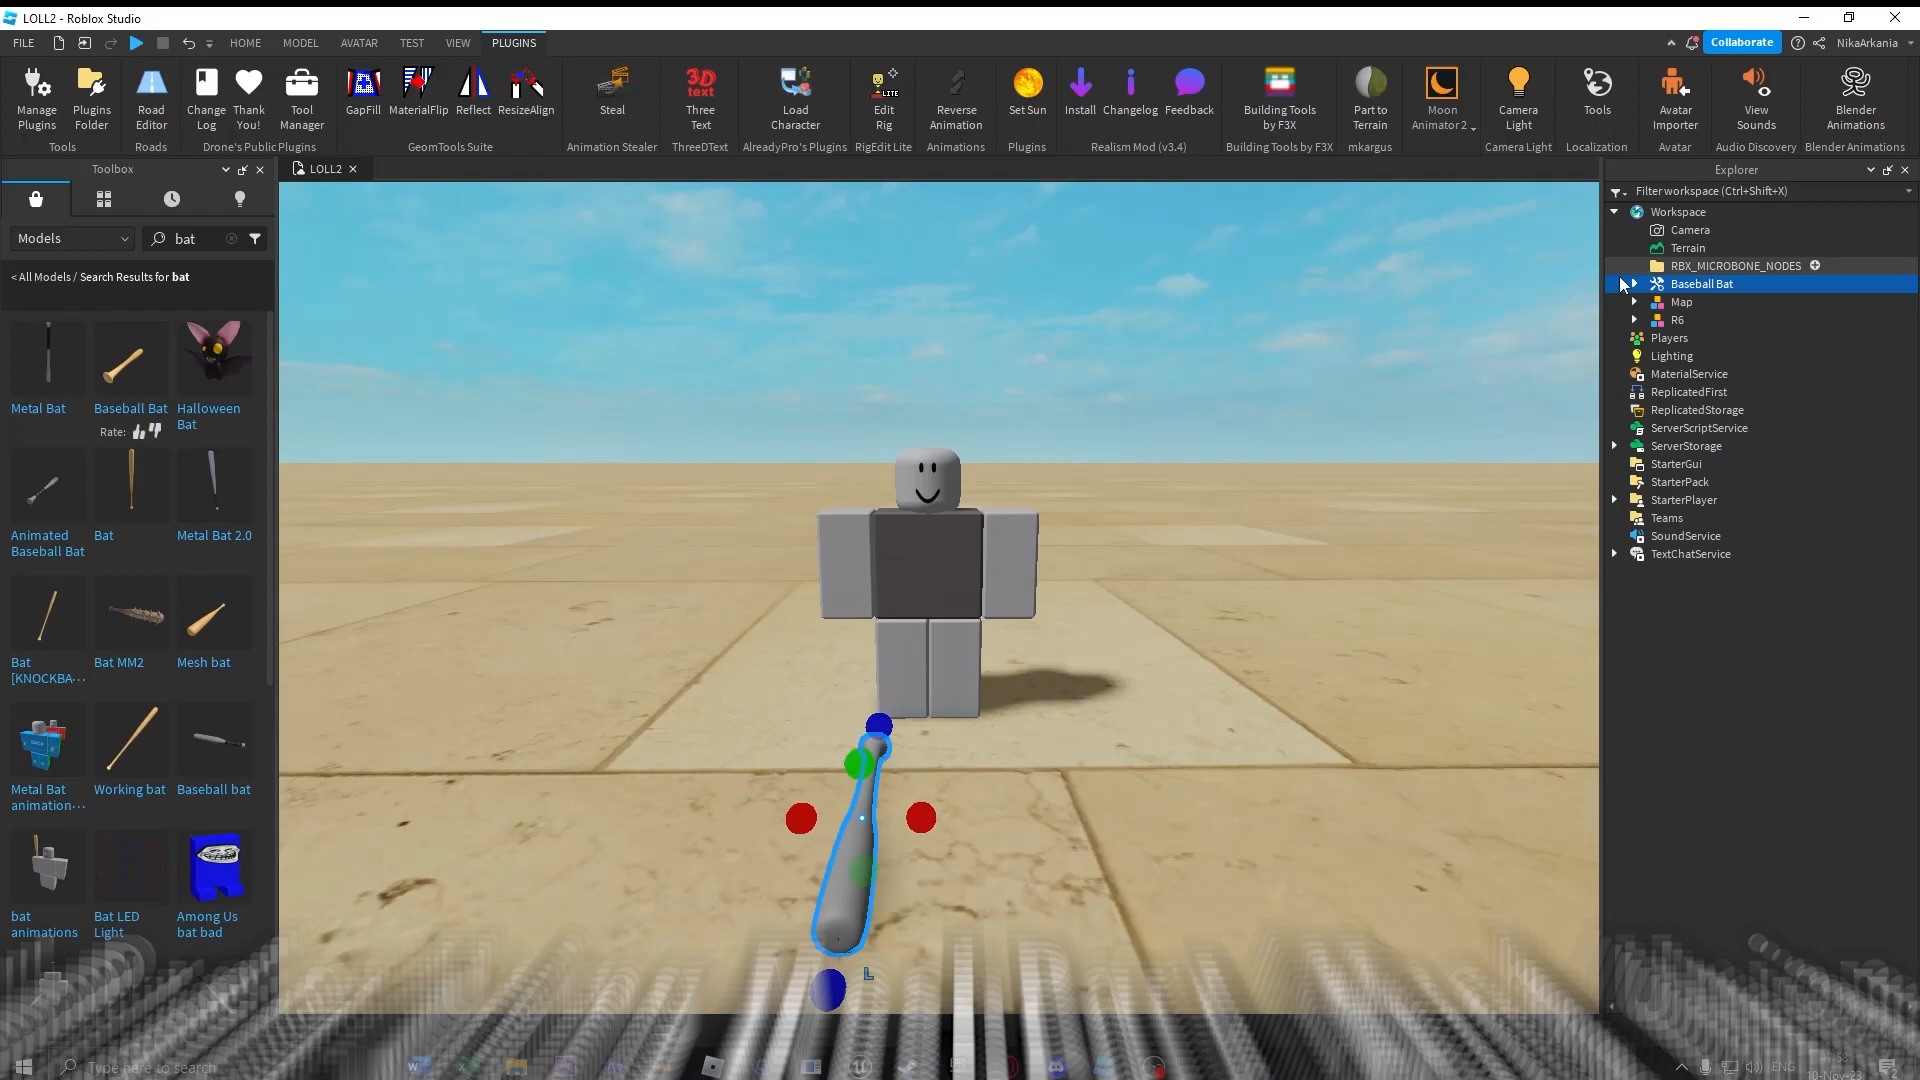 LOLL2 - Roblox Studio
FILE HOME MODEL AVATAR TEST VIEW PLUGINS Collaborate NikaArkania
Manage Plugins
Plugins Folder
Tools
Road Editor
Roads
Change Log
Thank You!
Tool Manager
Drone's Public Plugins
GapFill
MaterialFlip
Reflect
ResizeAlign
GeomTools Suite
Steal
Animation Stealer
3D text
Three Text
ThreeDText
Load Character
AlreadyPro's Plugins
LITE
Edit Rig
RigEdit Lite
Reverse Animation
Animations
Set Sun
Plugins
Install
Changelog
Feedback
Realism Mod (v3.4)
Building Tools by F3X
Building Tools by F3X
Part to Terrain
mkargus
Moon Animator 2
Camera Light
Camera Light
Tools
Localization
Avatar Importer
Avatar
View Sounds
Audio Discovery
Blender Animations
Blender Animations
Toolbox
LOLL2
Explorer
Models
bat
< All Models / Search Results for bat
Metal Bat
Baseball Bat
Rate:
Halloween Bat
Animated Baseball Bat
Bat
Metal Bat 2.0
Bat [KNOCKBA...
Bat MM2
Mesh bat
Metal Bat animation...
Working bat
Baseball bat
bat animations
Bat LED Light
Among Us bat bad
L
Filter workspace (Ctrl+Shift+X)
Workspace
Camera
Terrain
RBX_MICROBONE_NODES
Baseball Bat
Map
R6
Players
Lighting
MaterialService
ReplicatedFirst
ReplicatedStorage
ServerScriptService
ServerStorage
StarterGui
StarterPack
StarterPlayer
Teams
SoundService
TextChatService
Type here to search
ENG
10-Nov-23